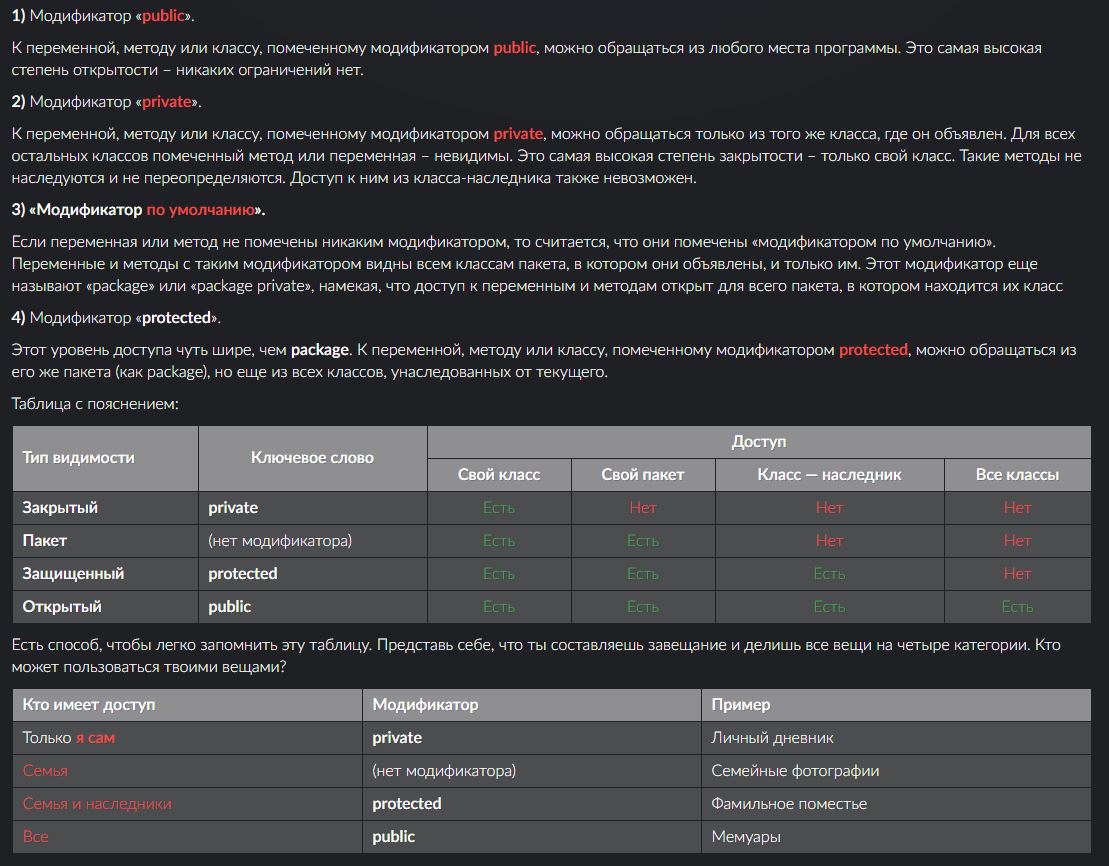 1) Модификатор «public».
К переменной, методу или классу, помеченному модификатором public, можно обращаться из любого места программы. Это самая высокая
степень открытости – никаких ограничений нет.
2) Модификатор «private».
К переменной, методу или классу, помеченному модификатором private, можно обращаться только из того же класса, где он объявлен. Для всех
остальных классов помеченный метод или переменная – невидимы. Это самая высокая степень закрытости – только свой класс. Такие методы не
наследуются и не переопределяются. Доступ к ним из класса-наследника также невозможен.
3) «Модификатор по умолчанию».
Если переменная или метод не помечены никаким модификатором, то считается, что они помечены «модификатором по умолчанию».
Переменные и методы с таким модификатором видны всем классам пакета, в котором они объявлены, и только им. Этот модификатор еще
называют «package» или «package private», намекая, что доступ к переменным и методам открыт для всего пакета, в котором находится их класс
4) Модификатор «protected».
Этот уровень доступа чуть шире, чем package. К переменной, методу или классу, помеченному модификатором protected, можно обращаться из
его же пакета (как package), но еще из всех классов, унаследованных от текущего.
Таблица с пояснением:
Тип видимости Ключевое слово Доступ
Свой класс Свой пакет Класс — наследник Все классы
Закрытый private Есть Нет Нет Нет
Пакет (нет модификатора) Есть Есть Нет Нет
Защищенный protected Есть Есть Есть Нет
Открытый public Есть Есть Есть Есть
Есть способ, чтобы легко запомнить эту таблицу. Представь себе, что ты составляешь завещание и делишь все вещи на четыре категории. Кто
может пользоваться твоими вещами?
Кто имеет доступ Модификатор Пример
Только я сам private Личный дневник
Семья (нет модификатора) Семейные фотографии
Семья и наследники protected Фамильное поместье
Все public Мемуары